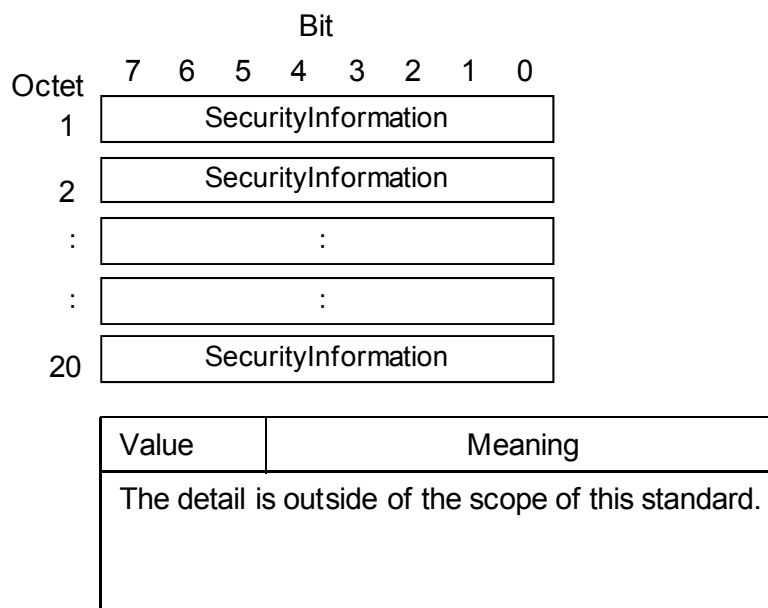 Bit
Octet 7 6 5 4 3 2 1 0
1 SecurityInformation
2 SecurityInformation
: :
: :
20 SecurityInformation
Value Meaning
The detail is outside of the scope of this standard.